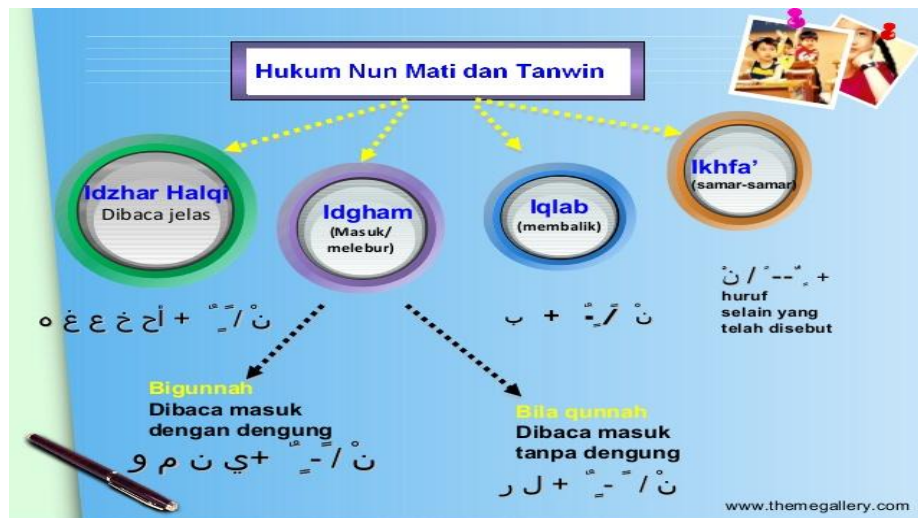 Hukum Nun Mati dan Tanwin
Idzhar Halqi
Dibaca jelas
نْ / ـًـٍـٌ + أ ح خ ع غ ه
Idgham
(Masuk/
melebur)
Iqlab
(membalik)
نْ / ـًـٍـٌ + ب
Ikhfa’
(samar-samar)
نْ / ـًـٍـٌ +
huruf
selain yang
telah disebut
Bigunnah
Dibaca masuk
dengan dengung
نْ / ـًـٍـٌ + ي ن م و
Bila qunnah
Dibaca masuk
tanpa dengung
نْ / ـًـٍـٌ + ل ر
www.themegallery.com